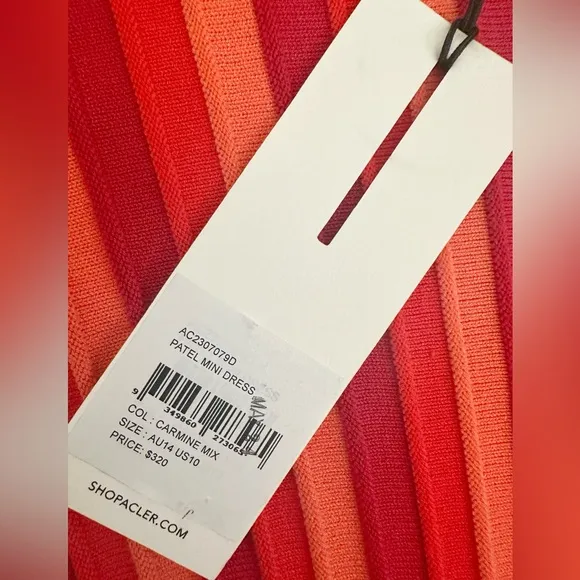 AC2307079D
PATEL MINI DRESS
9 349860 273065
COL : CARMINE MIX
SIZE : AU14 US10
PRICE: $320
SHOPACLER.COM